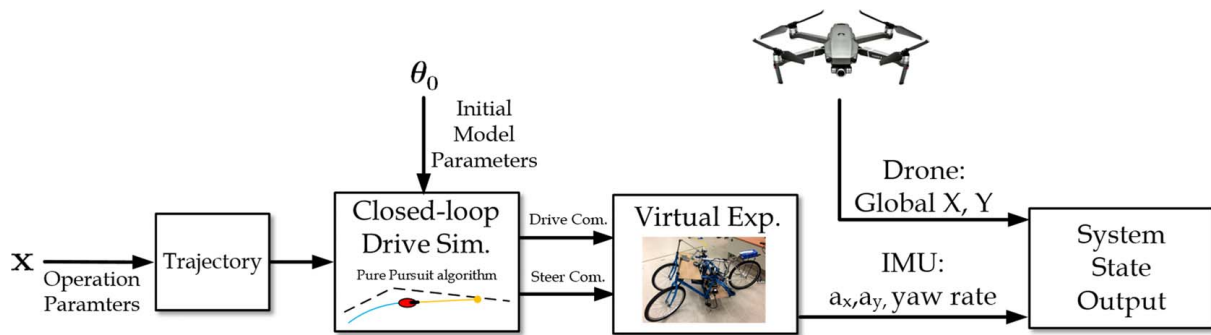 θ₀
Initial
Model
Parameters
Drone:
Global X, Y
X
Operation
Paramters
Trajectory
Closed-loop
Drive Sim.
Pure Pursuit algorithm
Drive Com.
Steer Com.
Virtual Exp.
IMU:
aₓ,a_y, yaw rate
System
State
Output